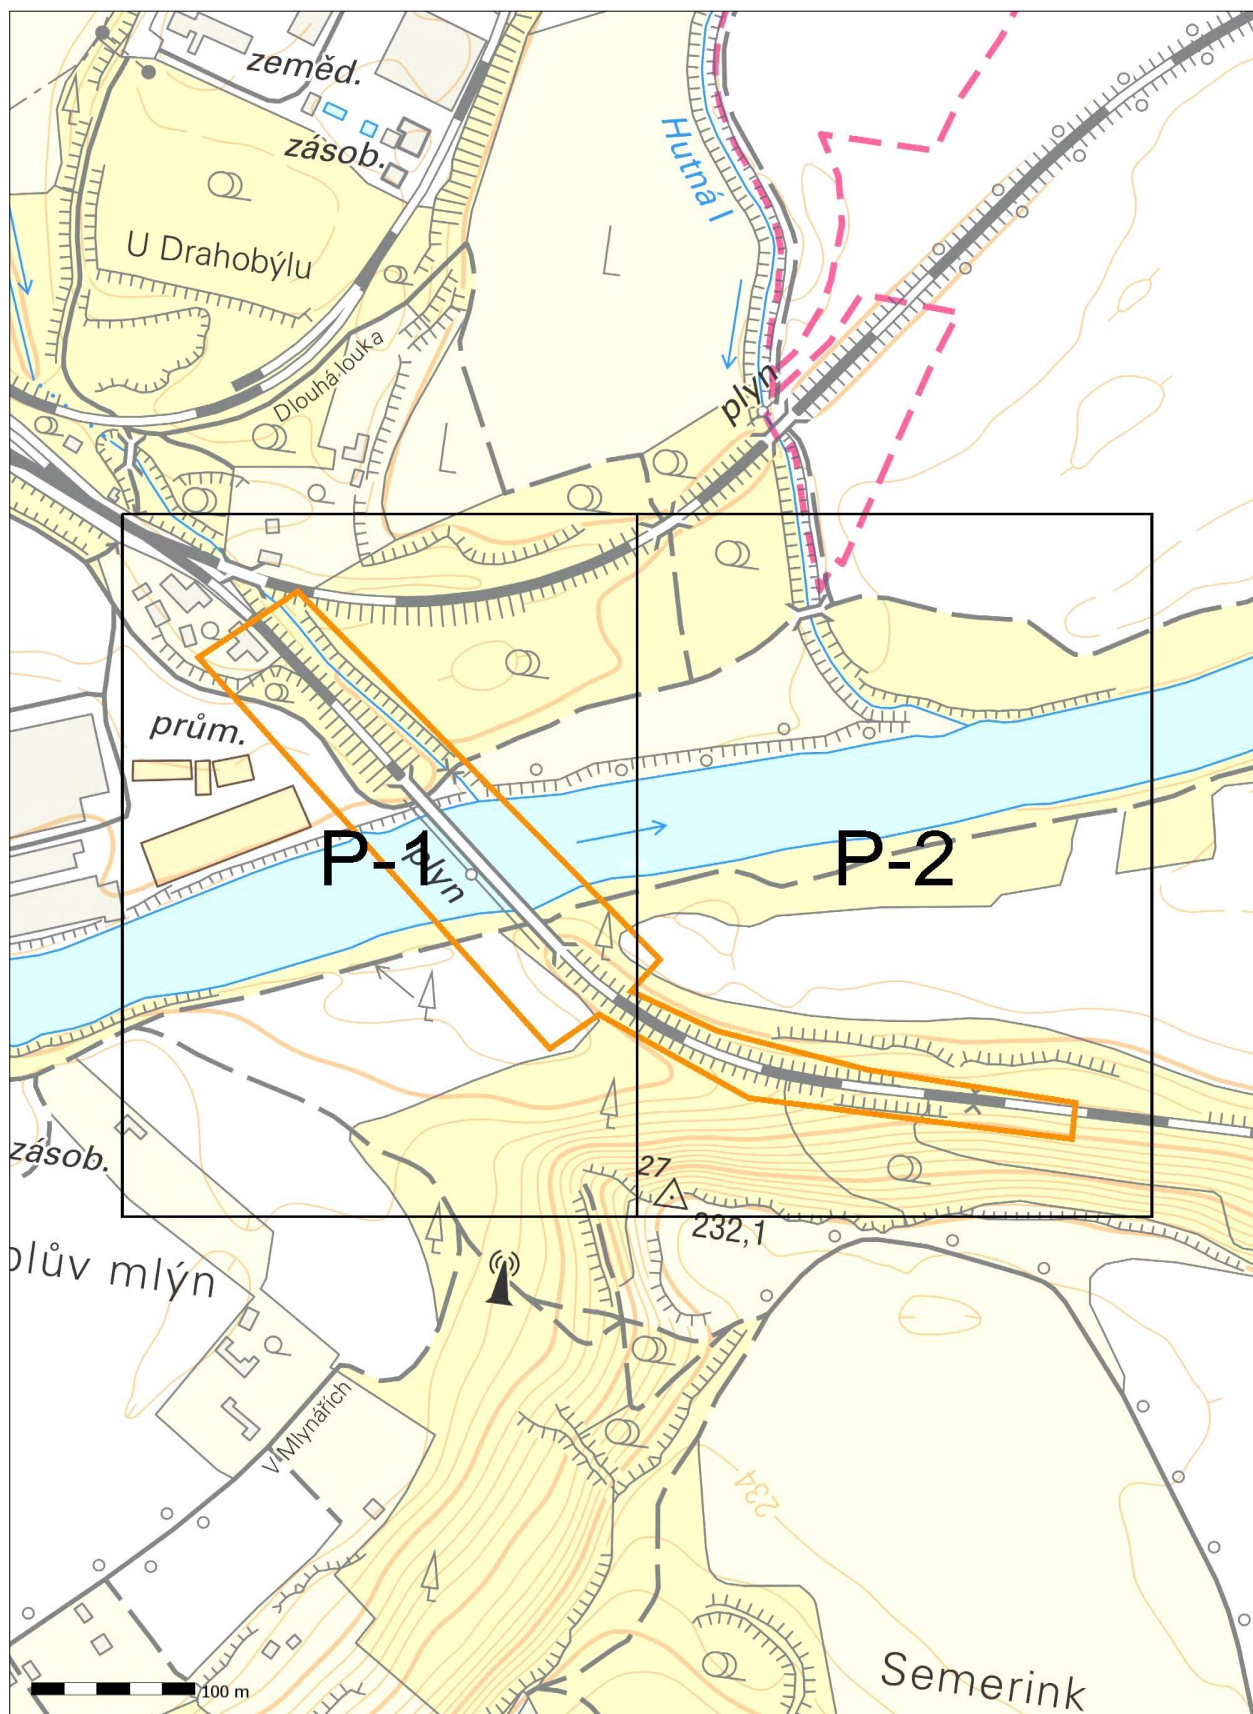 zeměd.
zásob.
Hutná I
U Drahobýlu
Dlouhá louka
plyn
prům.
P-1
plyn
P-2
27
232,1
zásob.
olův mlýn
V Mlynářích
234
Semerink
100 m